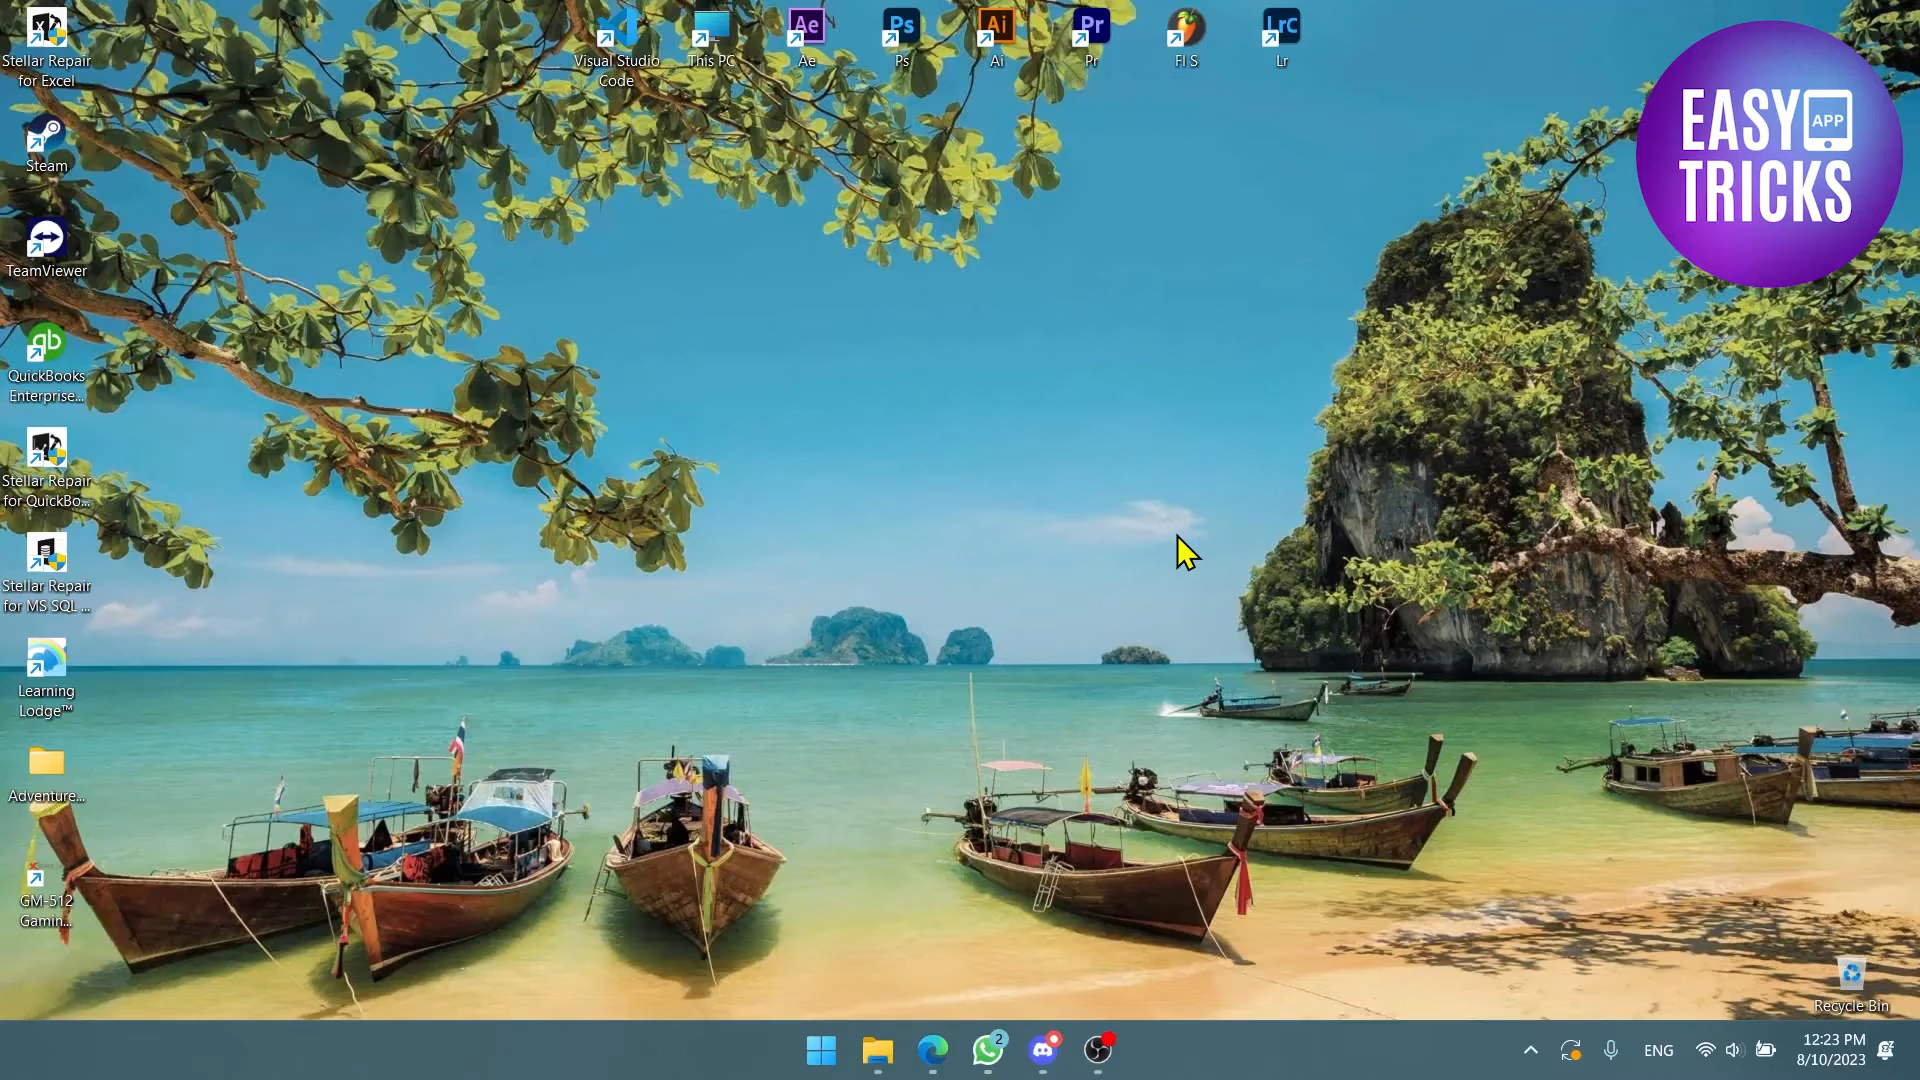 Stellar Repair
for Excel
Steam
TeamViewer
QuickBooks
Enterprise...
Stellar Repair
for QuickBo...
Stellar Repair
for MS SQL ...
Learning
Lodge™
Adventure...
GM-512
Gamin...
Visual Studio
Code
This PC
Ae
Ae
Ps
Ps
Ai
Ai
Pr
Pr
Fl S
LrC
Lr
EASY APP
TRICKS
qb
Recycle Bin
2
ENG
12:23 PM
8/10/2023